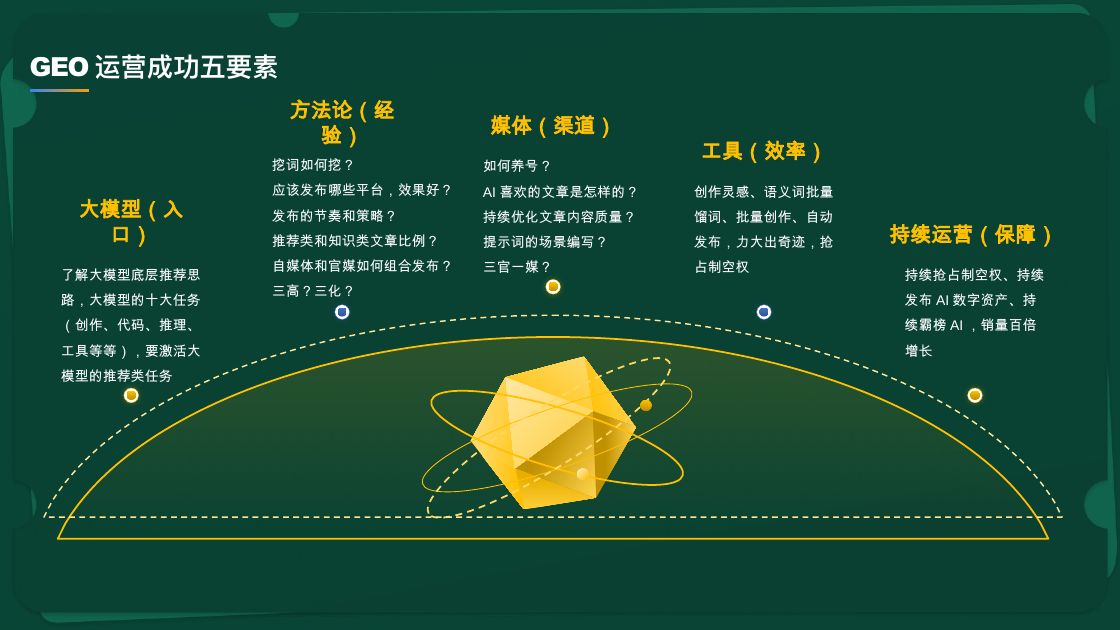 GEO 运营成功五要素
大模型（入
口）
了解大模型底层推荐思
路，大模型的十大任务
（创作、代码、推理、
工具等等），要激活大
模型的推荐类任务
方法论（经
验）
挖词如何挖？
应该发布哪些平台，效果好？
发布的节奏和策略？
推荐类和知识类文章比例？
自媒体和官媒如何组合发布？
三高？三化？
媒体（渠道）
如何养号？
AI 喜欢的文章是怎样的？
持续优化文章内容质量？
提示词的场景编写？
三官一媒？
工具（效率）
创作灵感、语义词批量
馏词、批量创作、自动
发布，力大出奇迹，抢
占制空权
持续运营（保障）
持续抢占制空权、持续
发布 AI 数字资产、持
续霸榜 AI ，销量百倍
增长